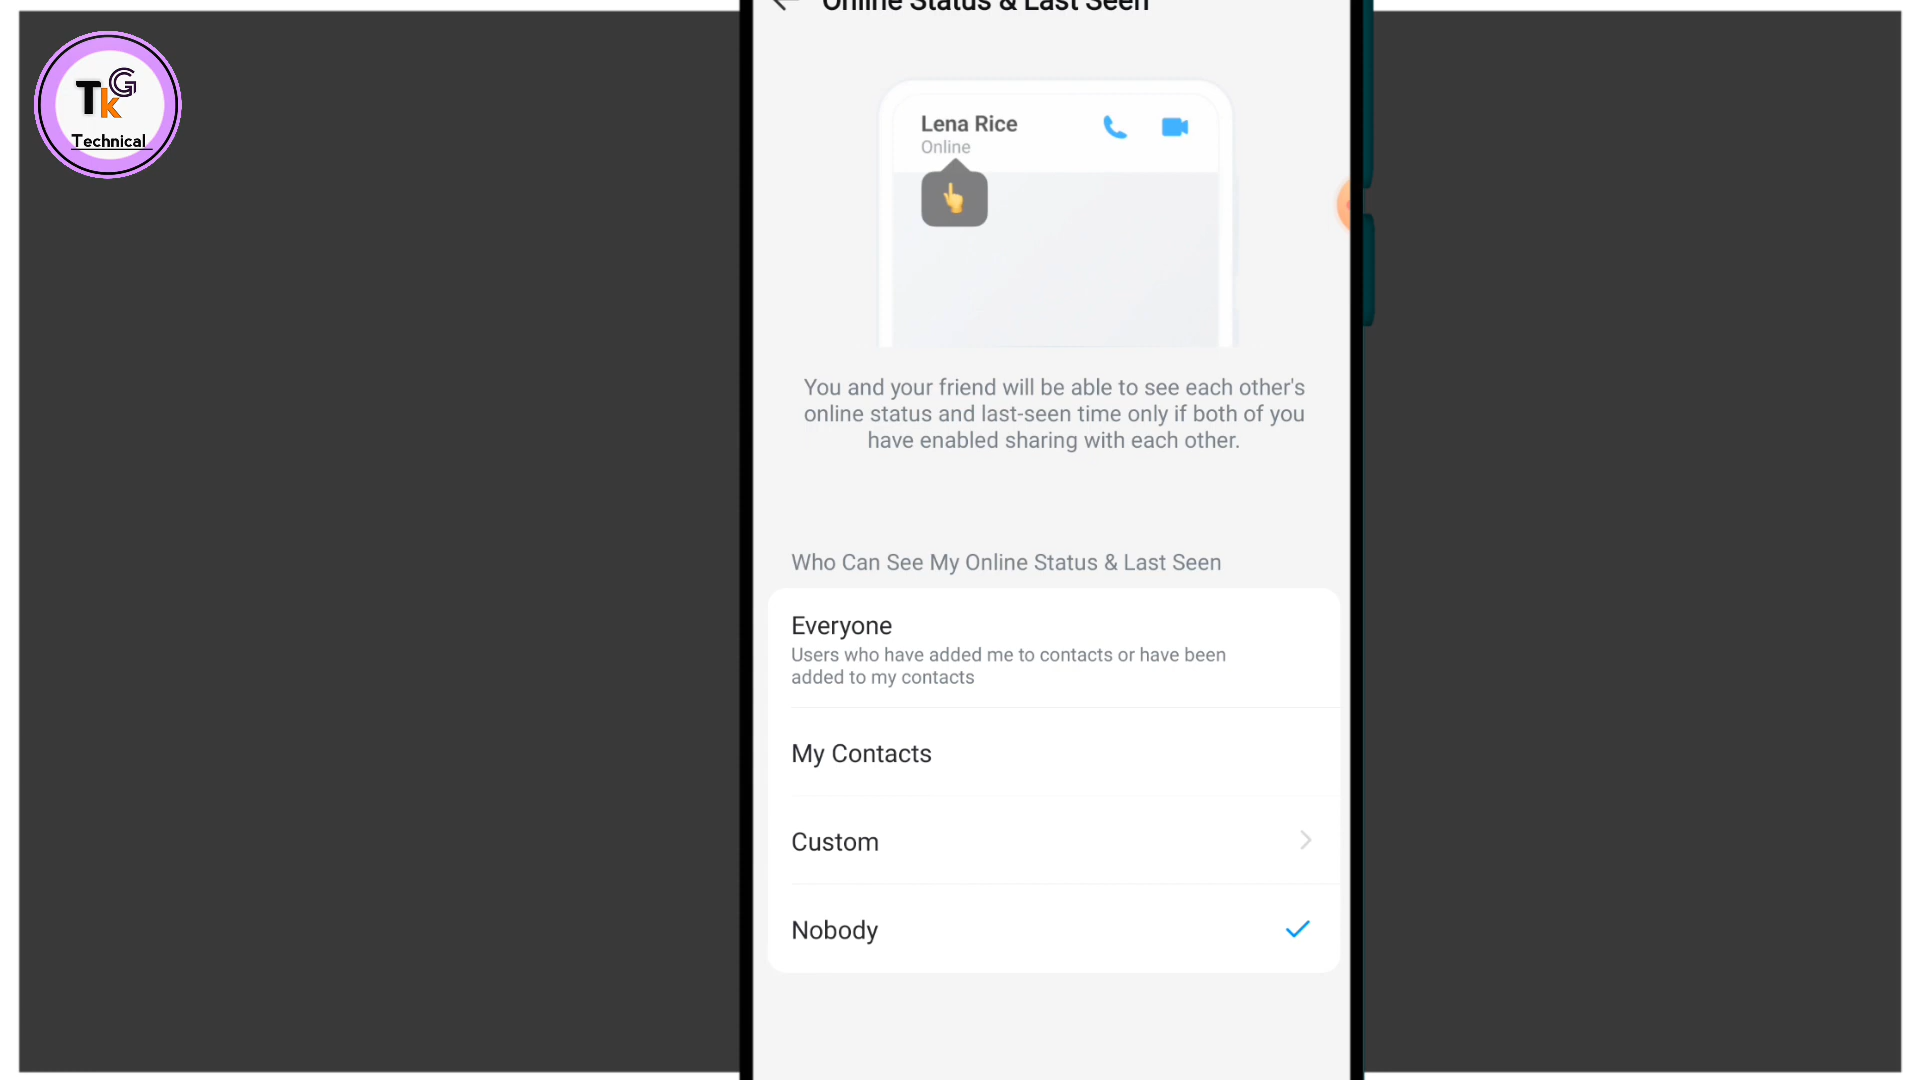 Online Status & Last Seen
TkG
Technical
Lena Rice
Online
You and your friend will be able to see each other's
online status and last-seen time only if both of you
have enabled sharing with each other.
Who Can See My Online Status & Last Seen
Everyone
Users who have added me to contacts or have been
added to my contacts
My Contacts
Custom
Nobody